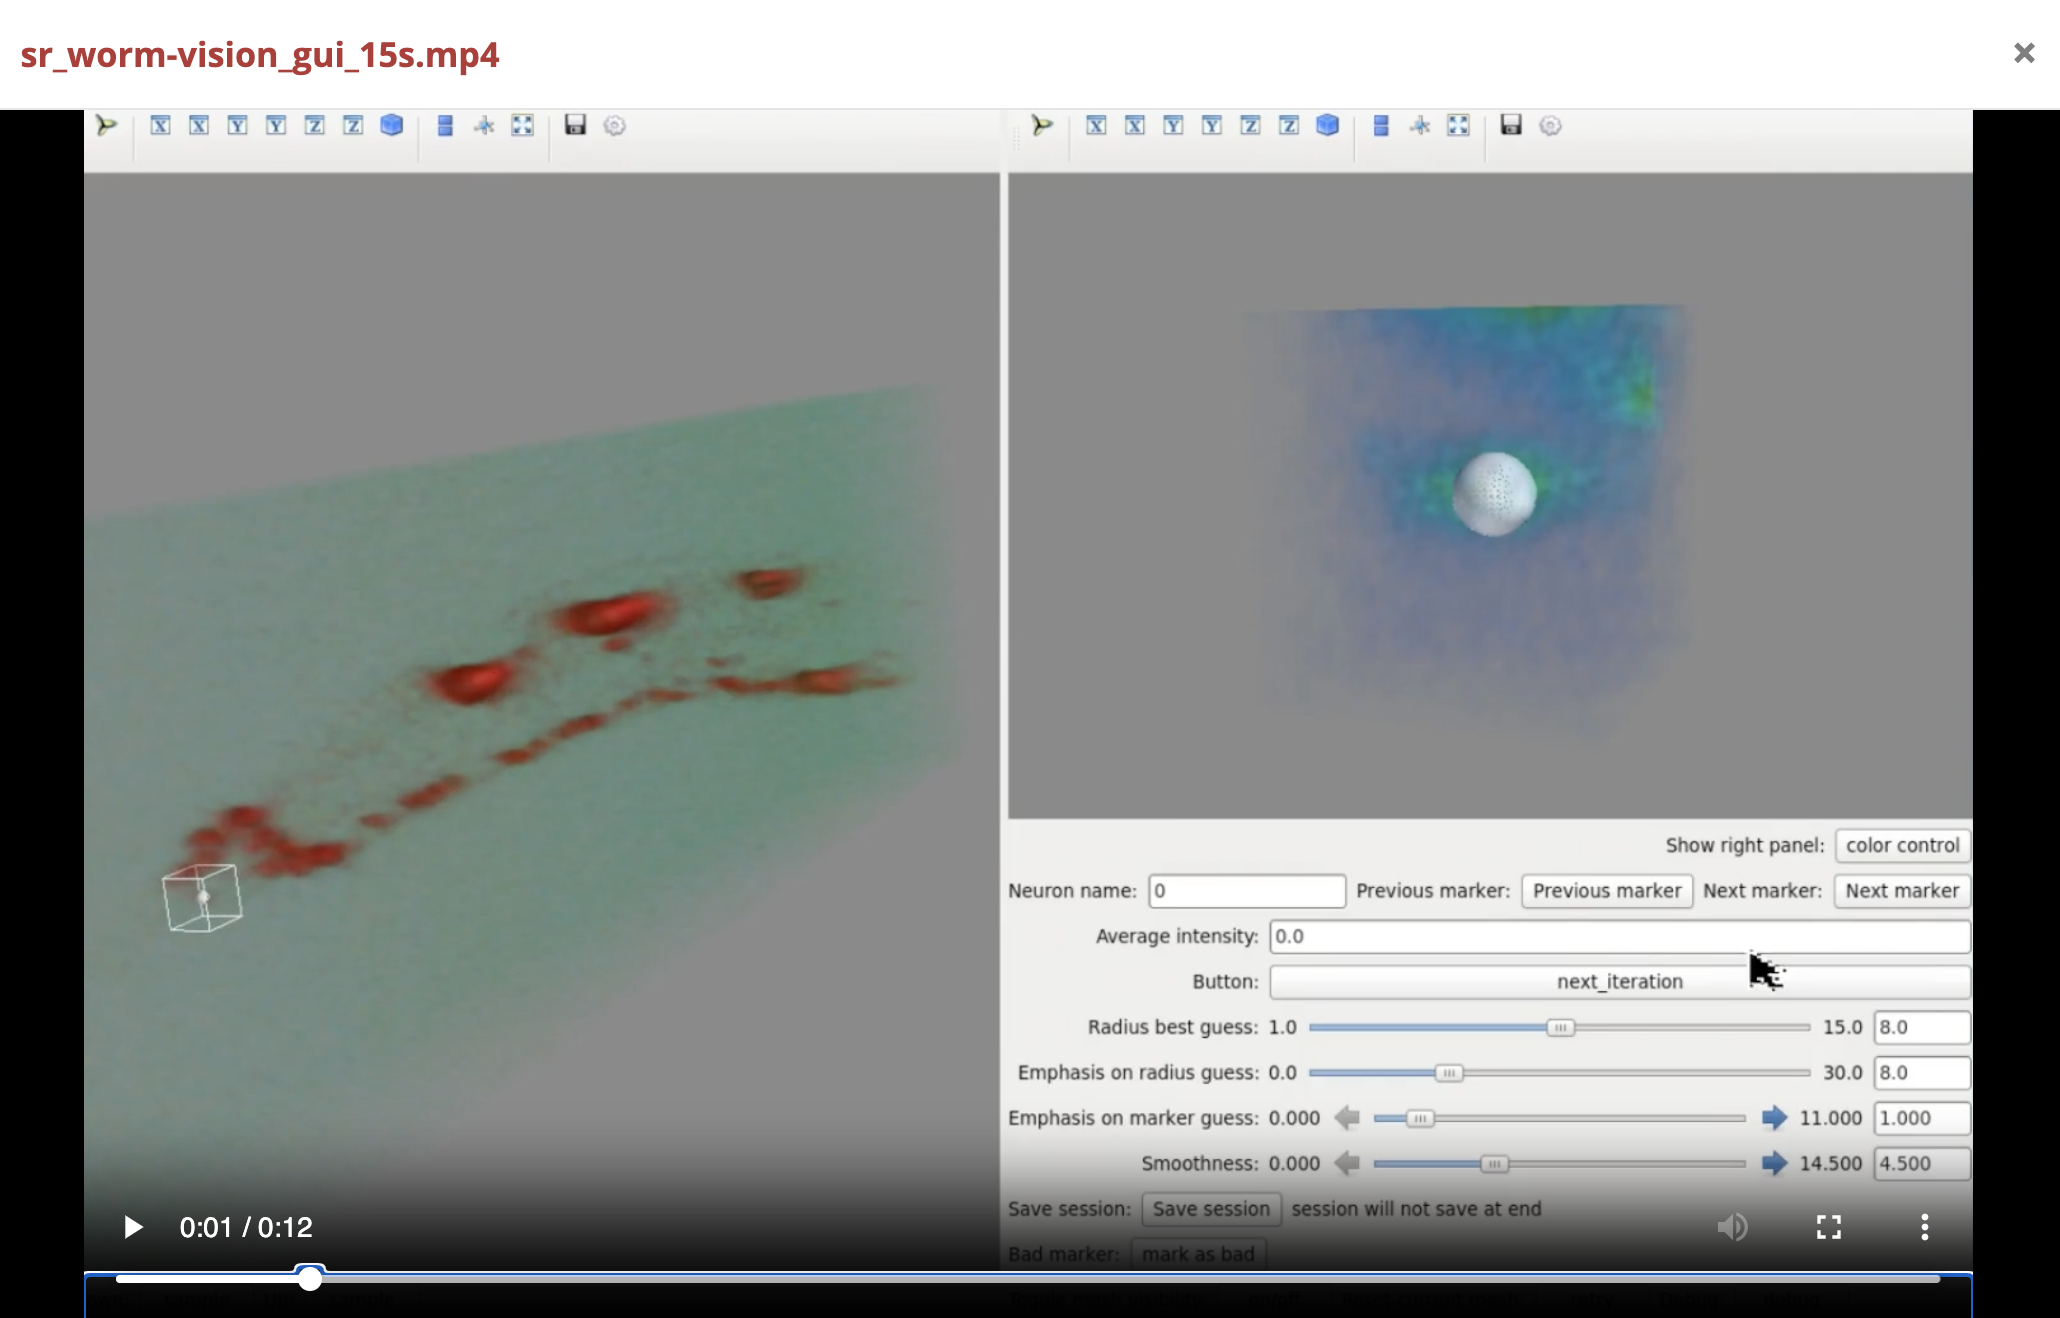 sr_worm-vision_gui_15s.mp4
X X Y Y Z Z
X X Y Y Z Z
Show right panel: color control
Neuron name: 0 Previous marker: Previous marker Next marker: Next marker
Average intensity: 0.0
Button: next_iteration
Radius best guess: 1.0 15.0 8.0
Emphasis on radius guess: 0.0 30.0 8.0
Emphasis on marker guess: 0.000 11.000 1.000
Smoothness: 0.000 14.500 4.500
Save session: Save session session will not save at end
Bad marker: mark as bad
0:01 / 0:12